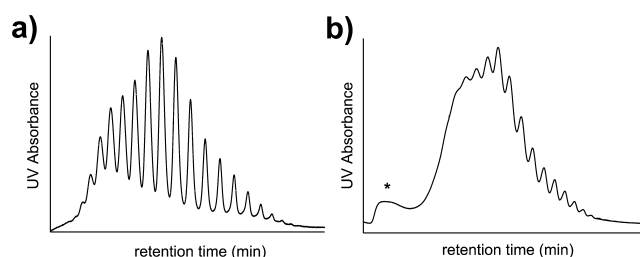 a)
UV Absorbance
retention time (min)
b)
UV Absorbance
*
retention time (min)